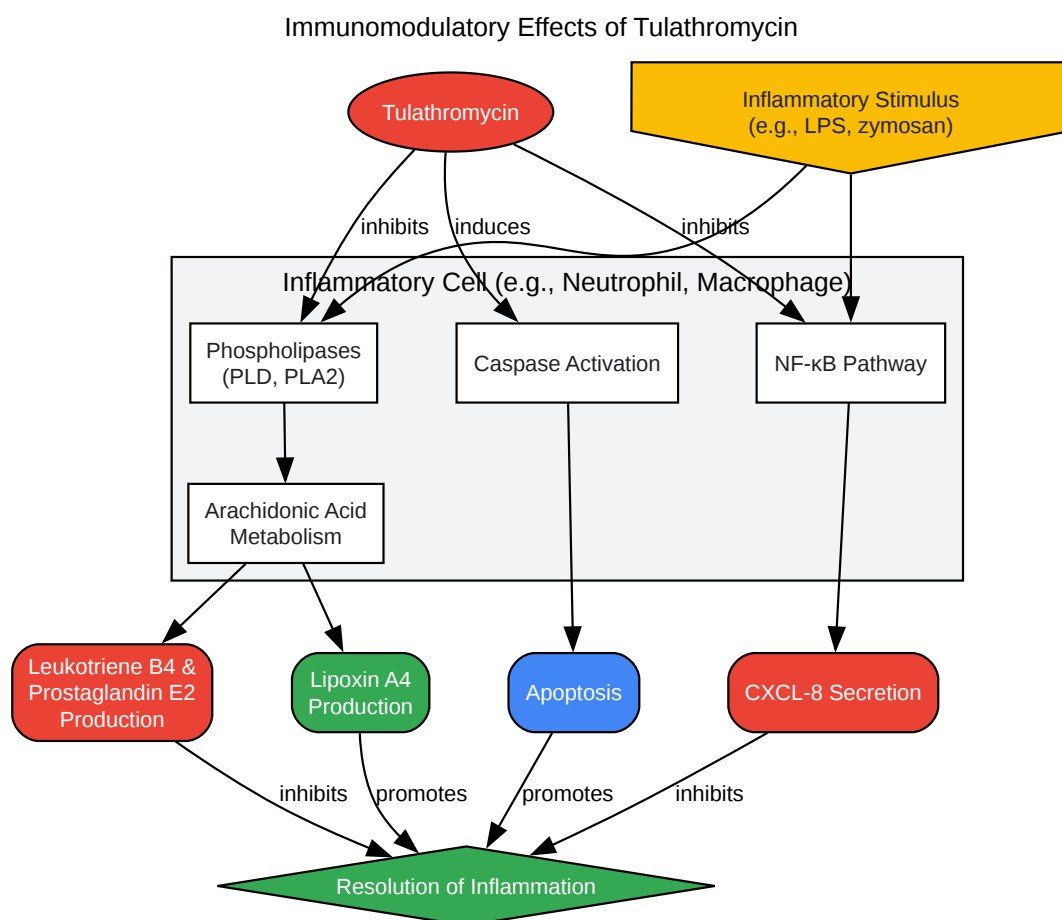 Immunomodulatory Effects of Tulathromycin
Tulathromycin
Inflammatory Stimulus
(e.g., LPS, zymosan)
inhibits
induces
inhibits
Inflammatory Cell (e.g., Neutrophil, Macrophage)
Phospholipases
(PLD, PLA2)
Caspase Activation
NF-κB Pathway
Arachidonic Acid
Metabolism
Leukotriene B4 &
Prostaglandin E2
Production
Lipoxin A4
Production
Apoptosis
CXCL-8 Secretion
inhibits
promotes
promotes
inhibits
Resolution of Inflammation